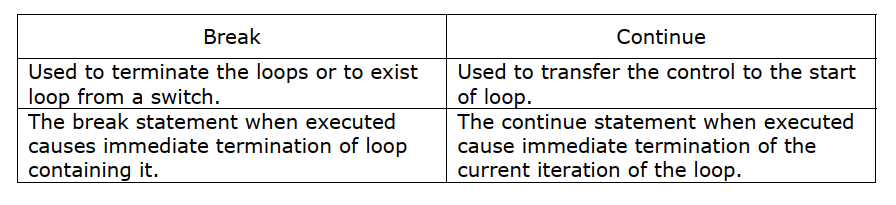 Break
Continue
Used to terminate the loops or to exist
loop from a switch.
Used to transfer the control to the start
of loop.
The break statement when executed
causes immediate termination of loop
containing it.
The continue statement when executed
cause immediate termination of the
current iteration of the loop.